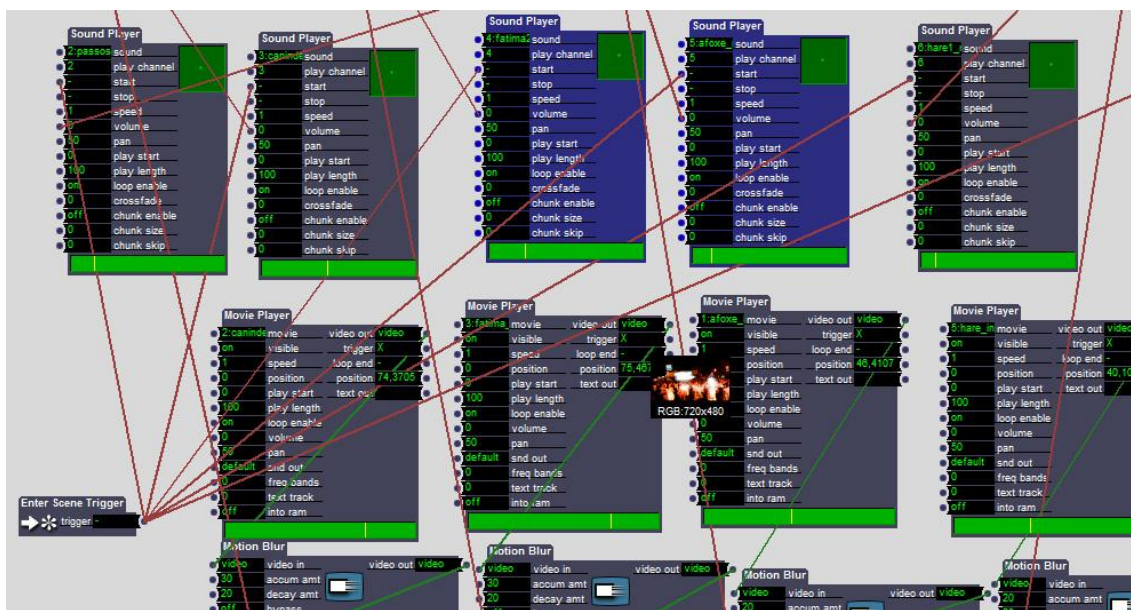 Sound Player
2:passos sound
2 play channel
- start
- stop
1 speed
0 volume
50 pan
0 play start
100 play length
on loop enable
0 crossfade
off chunk enable
0 chunk size
0 chunk skip
Sound Player
3:caninde sound
3 play channel
- start
- stop
1 speed
0 volume
50 pan
0 play start
100 play length
on loop enable
0 crossfade
off chunk enable
0 chunk size
0 chunk skip
Sound Player
4:fatima2 sound
4 play channel
- start
- stop
1 speed
0 volume
50 pan
0 play start
100 play length
on loop enable
0 crossfade
off chunk enable
0 chunk size
0 chunk skip
Sound Player
5:afoxe_ sound
5 play channel
- start
- stop
1 speed
0 volume
50 pan
0 play start
100 play length
on loop enable
0 crossfade
off chunk enable
0 chunk size
0 chunk skip
Sound Player
6:hare1_ sound
6 play channel
- start
- stop
1 speed
0 volume
50 pan
0 play start
100 play length
on loop enable
0 crossfade
off chunk enable
0 chunk size
0 chunk skip
Movie Player
2:caninde movie video out video
on visible trigger X
1 speed loop end -
0 position position 74,3705
0 play start text out
100 play length
on loop enable
0 volume
50 pan
default snd out
0 freq bands
0 text track
off into ram
Movie Player
3:fatima_ movie video out video
on visible trigger X
1 speed loop end -
0 position position 75,467
0 play start text out
100 play length
on loop enable
0 volume
50 pan
default snd out
0 freq bands
0 text track
off into ram
RGB:720x480
Movie Player
1:afoxe_ movie video out video
on visible trigger X
1 speed loop end -
position position 46,4107
play start text out
play length
loop enable
0 volume
50 pan
default snd out
0 freq bands
0 text track
off into ram
Movie Player
5:hare_in movie video out video
on visible trigger X
1 speed loop end -
0 position position 40,10
0 play start text out
100 play length
on loop enable
0 volume
50 pan
default snd out
0 freq bands
0 text track
off into ram
Enter Scene Trigger
trigger -
Motion Blur
video video in video out video
30 accum amt
20 decay amt
off bypass
Motion Blur
video video in video out video
30 accum amt
20 decay amt
Motion Blur
video video in video out video
20 accum amt
Motion Blur
video video in video
20 accum amt
20 decay amt